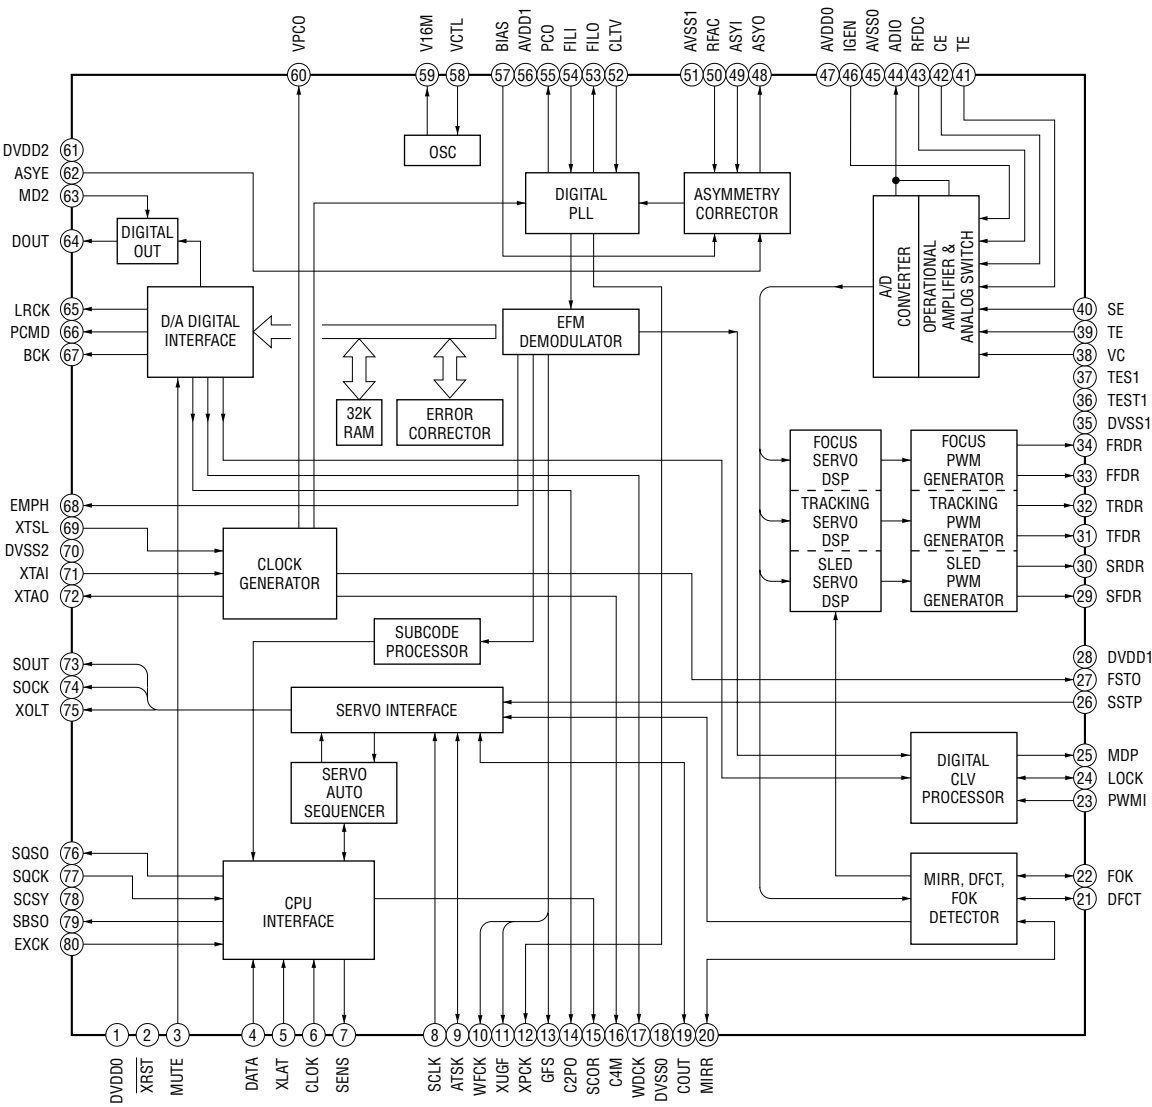 VPCO
V16M
VCTL
BIAS
AVDD1
PCO
FILI
FILO
CLTV
AVSS1
RFAC
ASYI
ASYO
AVDD0
IGEN
AVSS0
ADIO
RFDC
CE
TE
60
59
58
57
56
55
54
53
52
51
50
49
48
47
46
45
44
43
42
41
DVDD2 61
ASYE 62
MD2 63
DOUT 64
LRCK 65
PCMD 66
BCK 67
EMPH 68
XTSL 69
DVSS2 70
XTAI 71
XTAO 72
SOUT 73
SOCK 74
XOLT 75
SQSO 76
SQCK 77
SCSY 78
SBSO 79
EXCK 80
OSC
DIGITAL
PLL
ASYMMETRY
CORRECTOR
DIGITAL
OUT
D/A DIGITAL
INTERFACE
EFM
DEMODULATOR
32K
RAM
ERROR
CORRECTOR
A/D
CONVERTER
OPERATIONAL
AMPLIFIER &
ANALOG SWITCH
FOCUS
SERVO
DSP
TRACKING
SERVO
DSP
SLED
SERVO
DSP
FOCUS
PWM
GENERATOR
TRACKING
PWM
GENERATOR
SLED
PWM
GENERATOR
CLOCK
GENERATOR
SUBCODE
PROCESSOR
SERVO INTERFACE
SERVO
AUTO
SEQUENCER
CPU
INTERFACE
DIGITAL
CLV
PROCESSOR
MIRR, DFCT,
FOK
DETECTOR
40 SE
39 TE
38 VC
37 TES1
36 TEST1
35 DVSS1
34 FRDR
33 FFDR
32 TRDR
31 TFDR
30 SRDR
29 SFDR
28 DVDD1
27 FSTO
26 SSTP
25 MDP
24 LOCK
23 PWMI
22 FOK
21 DFCT
1
2
3
4
5
6
7
8
9
10
11
12
13
14
15
16
17
18
19
20
DVDD0
XRST
MUTE
DATA
XLAT
CLOK
SENS
SCLK
ATSK
WFCK
XUGF
XPCK
GFS
C2PO
SCOR
C4M
WDCK
DVSS0
COUT
MIRR